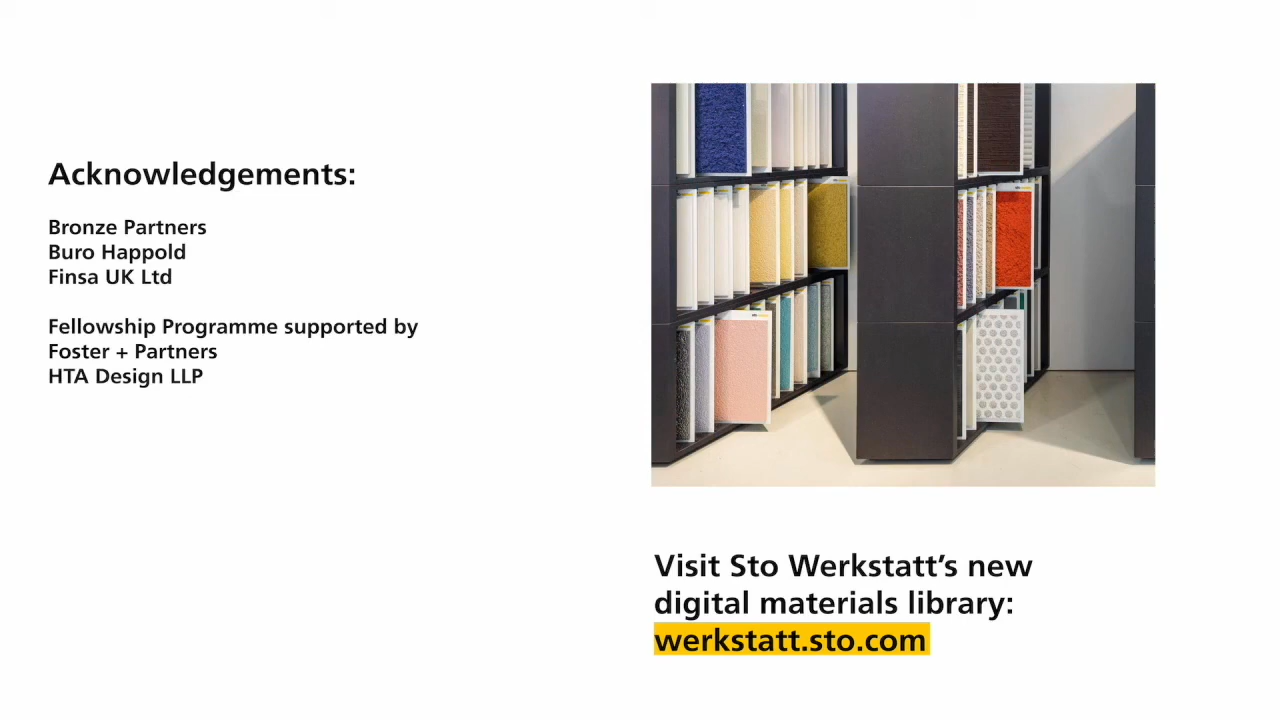 Acknowledgements:
Bronze Partners
Buro Happold
Finsa UK Ltd
Fellowship Programme supported by
Foster + Partners
HTA Design LLP
Visit Sto Werkstatt’s new
digital materials library:
werkstatt.sto.com